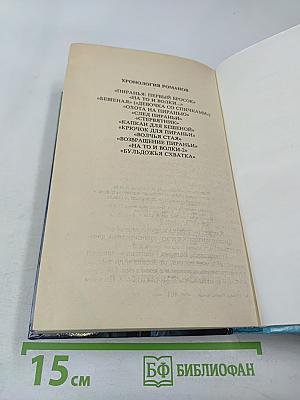 ХРОНОЛОГИЯ РОМАНОВ
«ПИРАНЬЯ: ПЕРВЫЙ БРОСОК»
«НА ТО И ВОЛКИ...»
«БЕШЕНАЯ» («ДЕВОЧКА СО СПИЧКАМИ»)
«ОХОТА НА ПИРАНЬЮ»
«СЛЕД ПИРАНЬИ»
«СТЕРВЯТНИК»
«КАПКАН ДЛЯ БЕШЕНОЙ»
«КРЮЧОК ДЛЯ ПИРАНЬИ»
«ВОЛЧЬЯ СТАЯ»
«ВОЗВРАЩЕНИЕ ПИРАНЬИ»
«НА ТО И ВОЛКИ-2»
«БУЛЬДОЖЬЯ СХВАТКА»
15 см
БФ БИБЛИОФАН